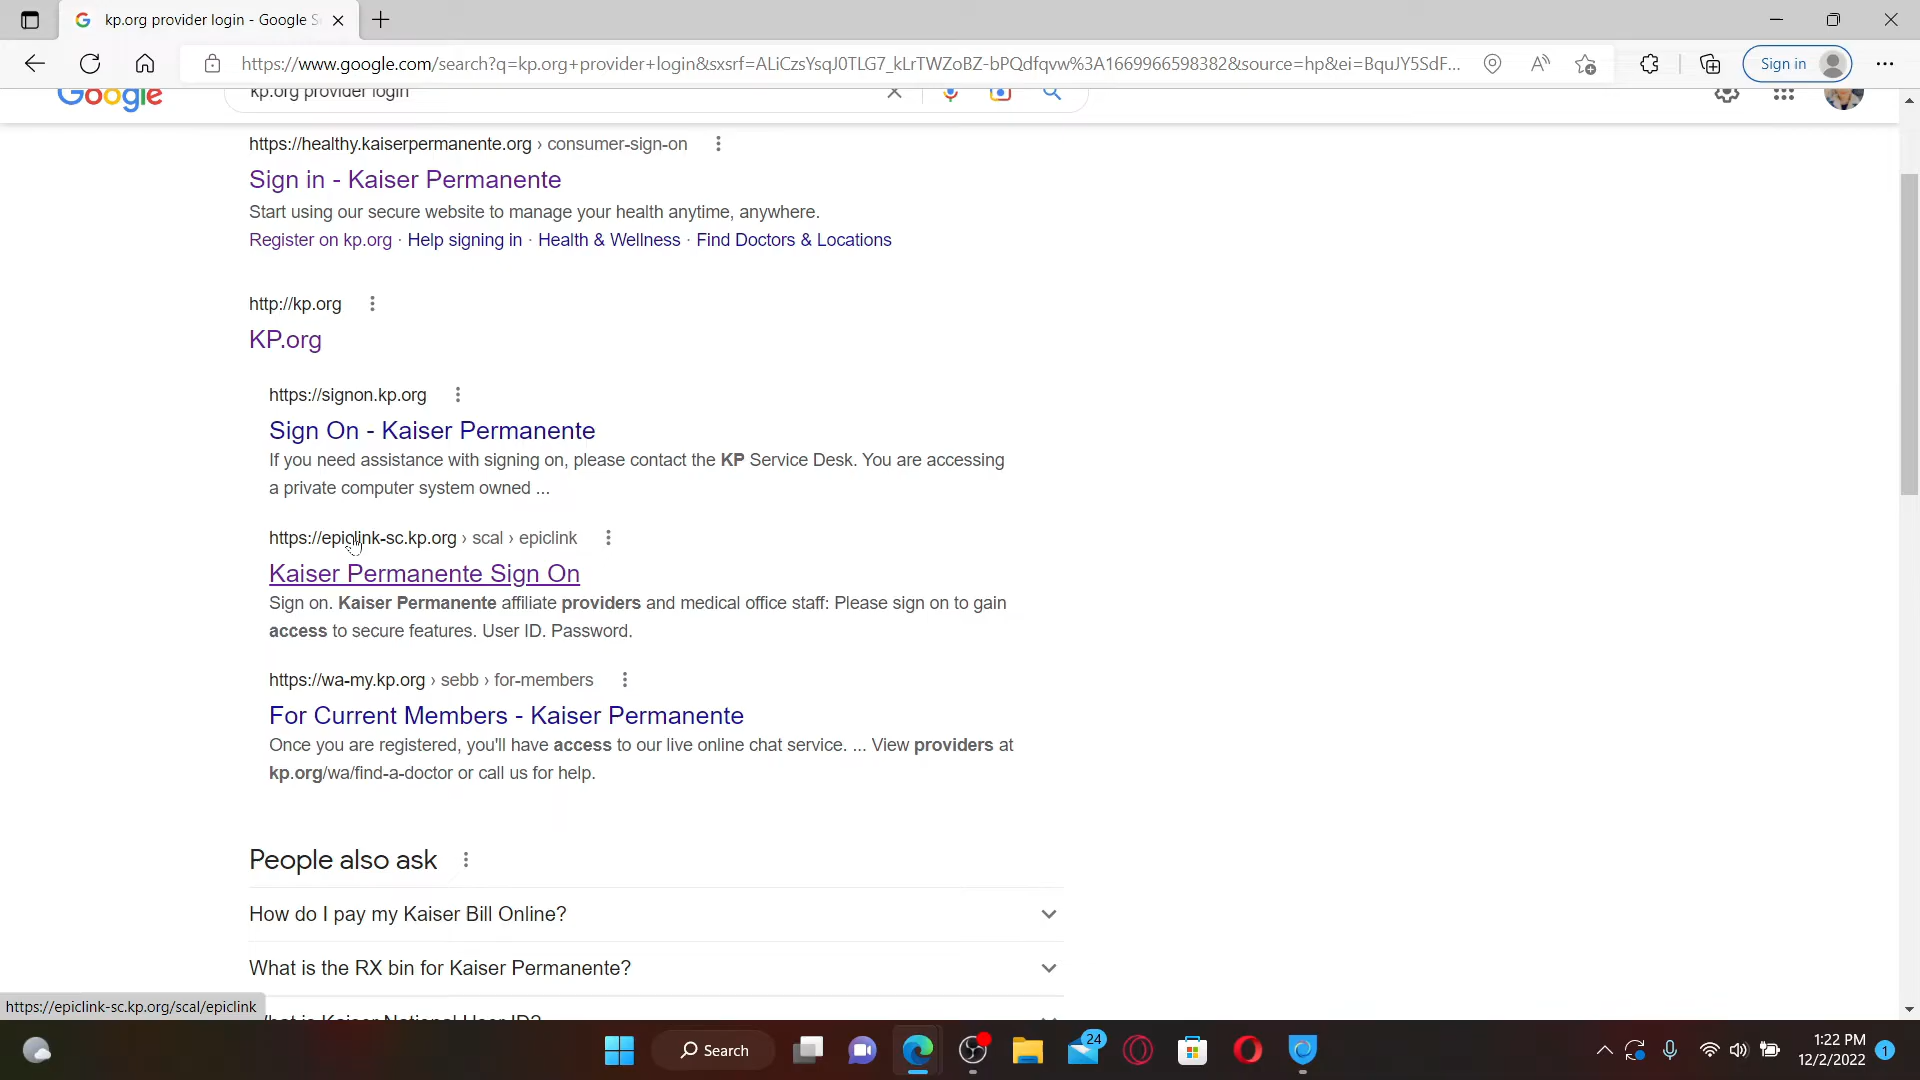 kp.org provider login - Google S
https://www.google.com/search?q=kp.org+provider+login&sxsrf=ALiCzsYsqJ0TLG7_kLrTWZoBZ-bPQdfqvw%3A1669966598382&source=hp&ei=BquJY5SdF...
Sign in
Google
kp.org provider login
https://healthy.kaiserpermanente.org › consumer-sign-on
Sign in - Kaiser Permanente
Start using our secure website to manage your health anytime, anywhere.
Register on kp.org · Help signing in · Health & Wellness · Find Doctors & Locations
http://kp.org
KP.org
https://signon.kp.org
Sign On - Kaiser Permanente
If you need assistance with signing on, please contact the KP Service Desk. You are accessing
a private computer system owned ...
https://epiclink-sc.kp.org › scal › epiclink
Kaiser Permanente Sign On
Sign on. Kaiser Permanente affiliate providers and medical office staff: Please sign on to gain
access to secure features. User ID. Password.
https://wa-my.kp.org › sebb › for-members
For Current Members - Kaiser Permanente
Once you are registered, you'll have access to our live online chat service. ... View providers at
kp.org/wa/find-a-doctor or call us for help.
People also ask
How do I pay my Kaiser Bill Online?
What is the RX bin for Kaiser Permanente?
What is Kaiser National User ID?
https://epiclink-sc.kp.org/scal/epiclink
Search
24
1:22 PM
12/2/2022
1